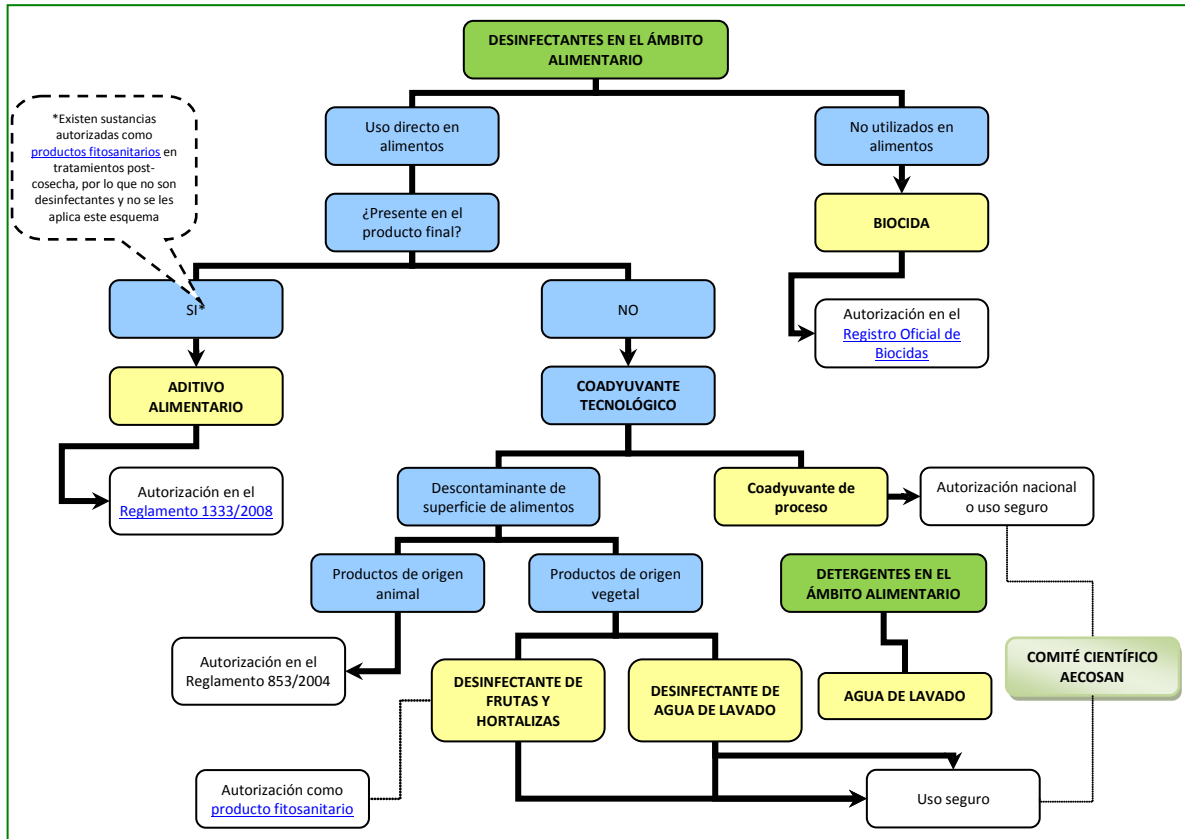 DESINFECTANTES EN EL ÁMBITO
ALIMENTARIO
*Existen sustancias
autorizadas como
productos fitosanitarios en
tratamientos post-
cosecha, por lo que no son
desinfectantes y no se les
aplica este esquema
Uso directo en
alimentos
No utilizados en
alimentos
¿Presente en el
producto final?
BIOCIDA
SI*
NO
Autorización en el
Registro Oficial de
Biocidas
ADITIVO
ALIMENTARIO
COADYUVANTE
TECNOLÓGICO
Autorización en el
Reglamento 1333/2008
Descontaminante de
superficie de alimentos
Coadyuvante de
proceso
Autorización nacional
o uso seguro
Productos de origen
animal
Productos de origen
vegetal
DETERGENTES EN EL
ÁMBITO ALIMENTARIO
Autorización en el
Reglamento 853/2004
DESINFECTANTE DE
FRUTAS Y
HORTALIZAS
DESINFECTANTE DE
AGUA DE LAVADO
AGUA DE LAVADO
COMITÉ CIENTÍFICO
AECOSAN
Autorización como
producto fitosanitario
Uso seguro